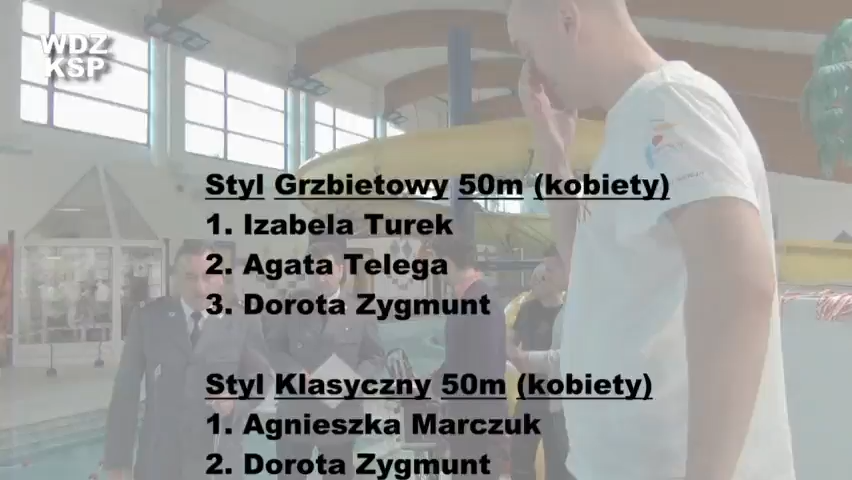 WDZ
KSP
Styl Grzbietowy 50m (kobiety)
1. Izabela Turek
2. Agata Telega
3. Dorota Zygmunt
Styl Klasyczny 50m (kobiety)
1. Agnieszka Marczuk
2. Dorota Zygmunt